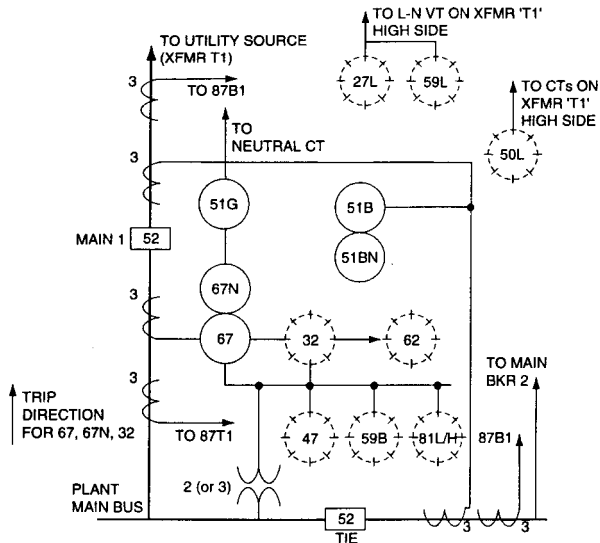 TO L-N VT ON XFMR 'T1'
HIGH SIDE
TO UTILITY SOURCE
(XFMR T1)
27L
59L
3
TO 87B1
TO CTs ON
XFMR 'T1'
HIGH SIDE
TO
NEUTRAL CT
50L
3
51G
51B
MAIN 1
52
51BN
67N
3
67
32
62
TO MAIN
BKR 2
3
TRIP
DIRECTION
FOR 67, 67N, 32
TO 87T1
47
59B
81L/H
87B1
PLANT
MAIN BUS
2 (or 3)
52
TIE
3
3